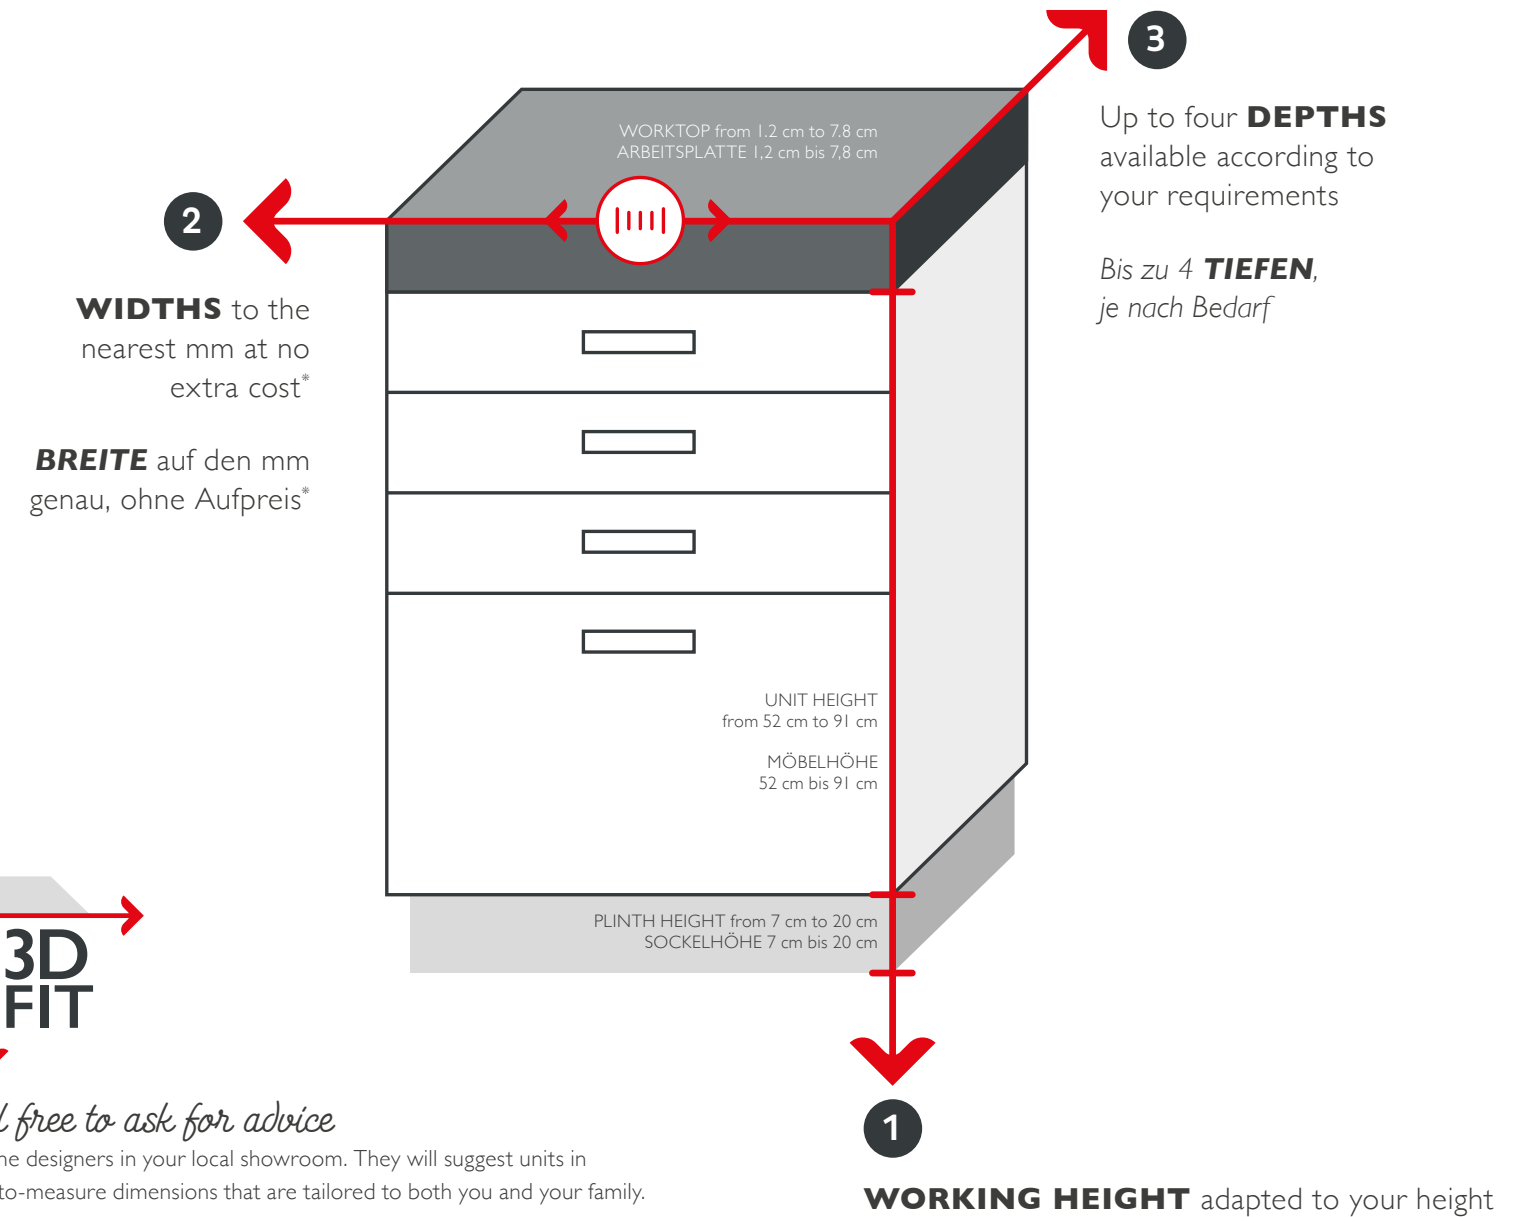 3
Up to four DEPTHS
available according to
your requirements
Bis zu 4 TIEFEN,
je nach Bedarf
WORKTOP from 1.2 cm to 7.8 cm
ARBEITSPLATTE 1,2 cm bis 7,8 cm
2
WIDTHS to the
nearest mm at no
extra cost*
BREITE auf den mm
genau, ohne Aufpreis*
UNIT HEIGHT
from 52 cm to 91 cm
MÖBELHÖHE
52 cm bis 91 cm
PLINTH HEIGHT from 7 cm to 20 cm
SOCKELHÖHE 7 cm bis 20 cm
3D
FIT
free to ask for advice
designers in your local showroom. They will suggest units in
to-measure dimensions that are tailored to both you and your family.
1
WORKING HEIGHT adapted to your height